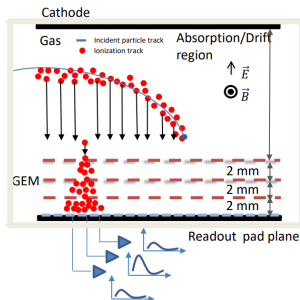 Cathode
Gas
Incident particle track
Ionization track
Absorption/Drift
region
E
B
GEM
2 mm
2 mm
2 mm
Readout pad plane